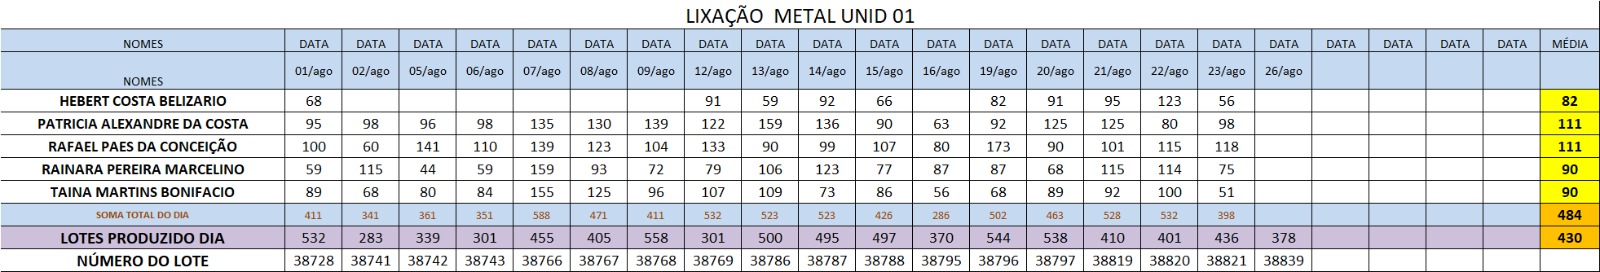 LIXAÇÃO METAL UNID 01
NOMES DATA DATA DATA DATA DATA DATA DATA DATA DATA DATA DATA DATA DATA DATA DATA DATA DATA DATA DATA DATA DATA DATA MÉDIA
NOMES 01/ago 02/ago 05/ago 06/ago 07/ago 08/ago 09/ago 12/ago 13/ago 14/ago 15/ago 16/ago 19/ago 20/ago 21/ago 22/ago 23/ago 26/ago
HEBERT COSTA BELIZARIO 68 91 59 92 66 82 91 95 123 56 82
PATRICIA ALEXANDRE DA COSTA 95 98 96 98 135 130 139 122 159 136 90 63 92 125 125 80 98 111
RAFAEL PAES DA CONCEIÇÃO 100 60 141 110 139 123 104 133 90 99 107 80 173 90 101 115 118 111
RAINARA PEREIRA MARCELINO 59 115 44 59 159 93 72 79 106 123 77 87 87 68 115 114 75 90
TAINA MARTINS BONIFACIO 89 68 80 84 155 125 96 107 109 73 86 56 68 89 92 100 51 90
SOMA TOTAL DO DIA 411 341 361 351 588 471 411 532 523 523 426 286 502 463 528 532 398 484
LOTES PRODUZIDO DIA 532 283 339 301 455 405 558 301 500 495 497 370 544 538 410 401 436 378 430
NÚMERO DO LOTE 38728 38741 38742 38743 38766 38767 38768 38769 38786 38787 38788 38795 38796 38797 38819 38820 38821 38839